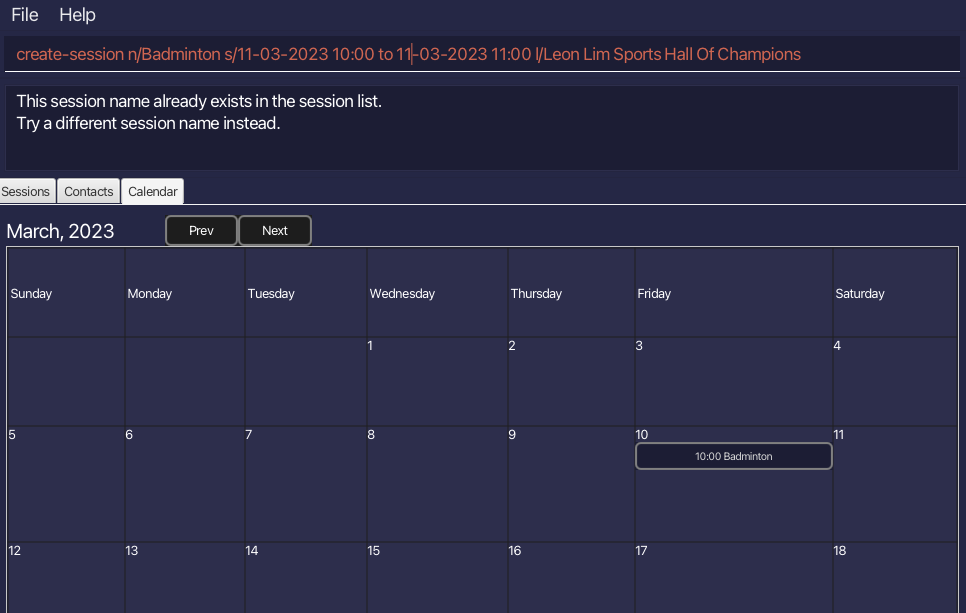 File Help
create-session n/Badminton s/11-03-2023 10:00 to 11-03-2023 11:00 l/Leon Lim Sports Hall Of Champions
This session name already exists in the session list.
Try a different session name instead.
Sessions Contacts Calendar
March, 2023 Prev Next
Sunday Monday Tuesday Wednesday Thursday Friday Saturday
1 2 3 4
5 6 7 8 9 10 11
10:00 Badminton
12 13 14 15 16 17 18